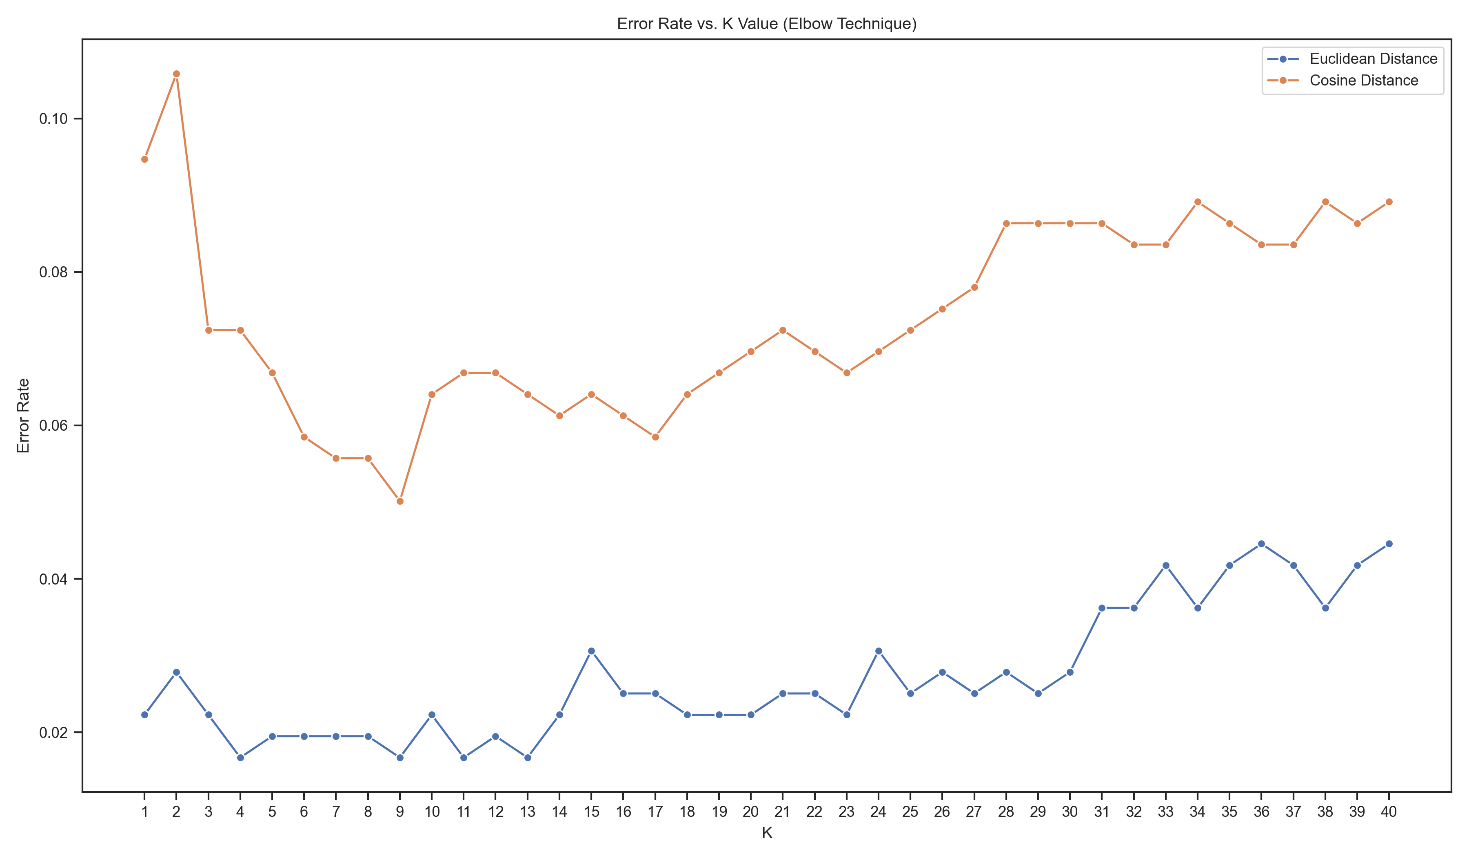 Error Rate vs. K Value (Elbow Technique)
Euclidean Distance
Cosine Distance
0.10
0.08
0.06
0.04
0.02
Error Rate
1 2 3 4 5 6 7 8 9 10 11 12 13 14 15 16 17 18 19 20 21 22 23 24 25 26 27 28 29 30 31 32 33 34 35 36 37 38 39 40
K